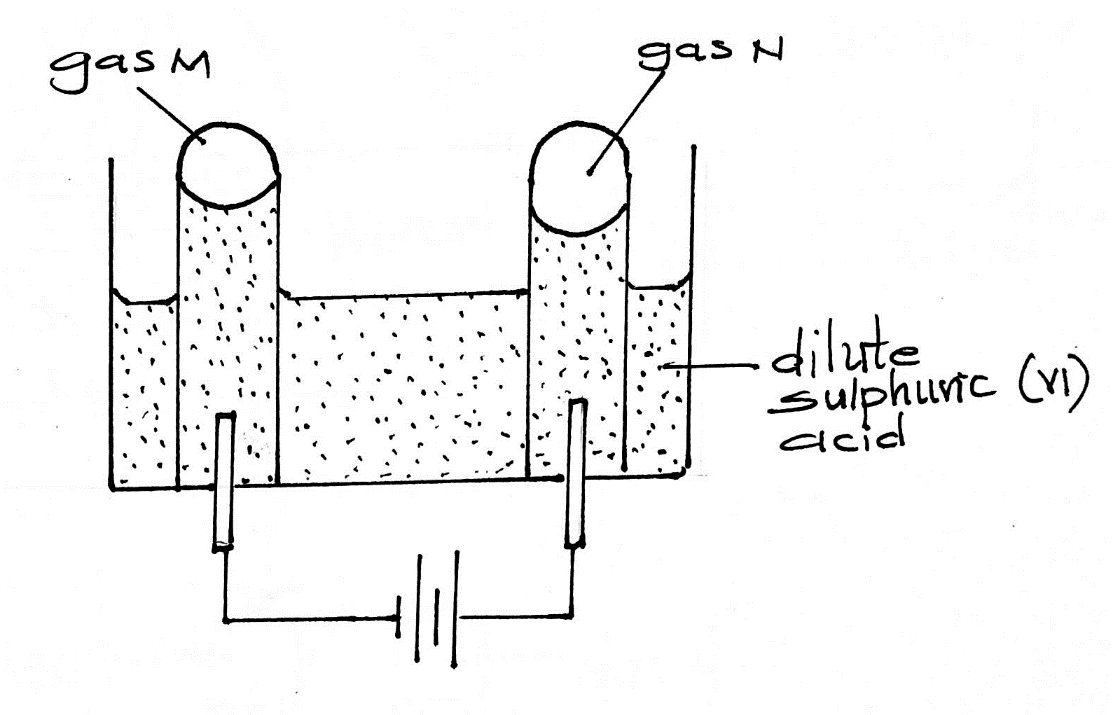 gas M
gas N
dilute
sulphuric (VI)
acid